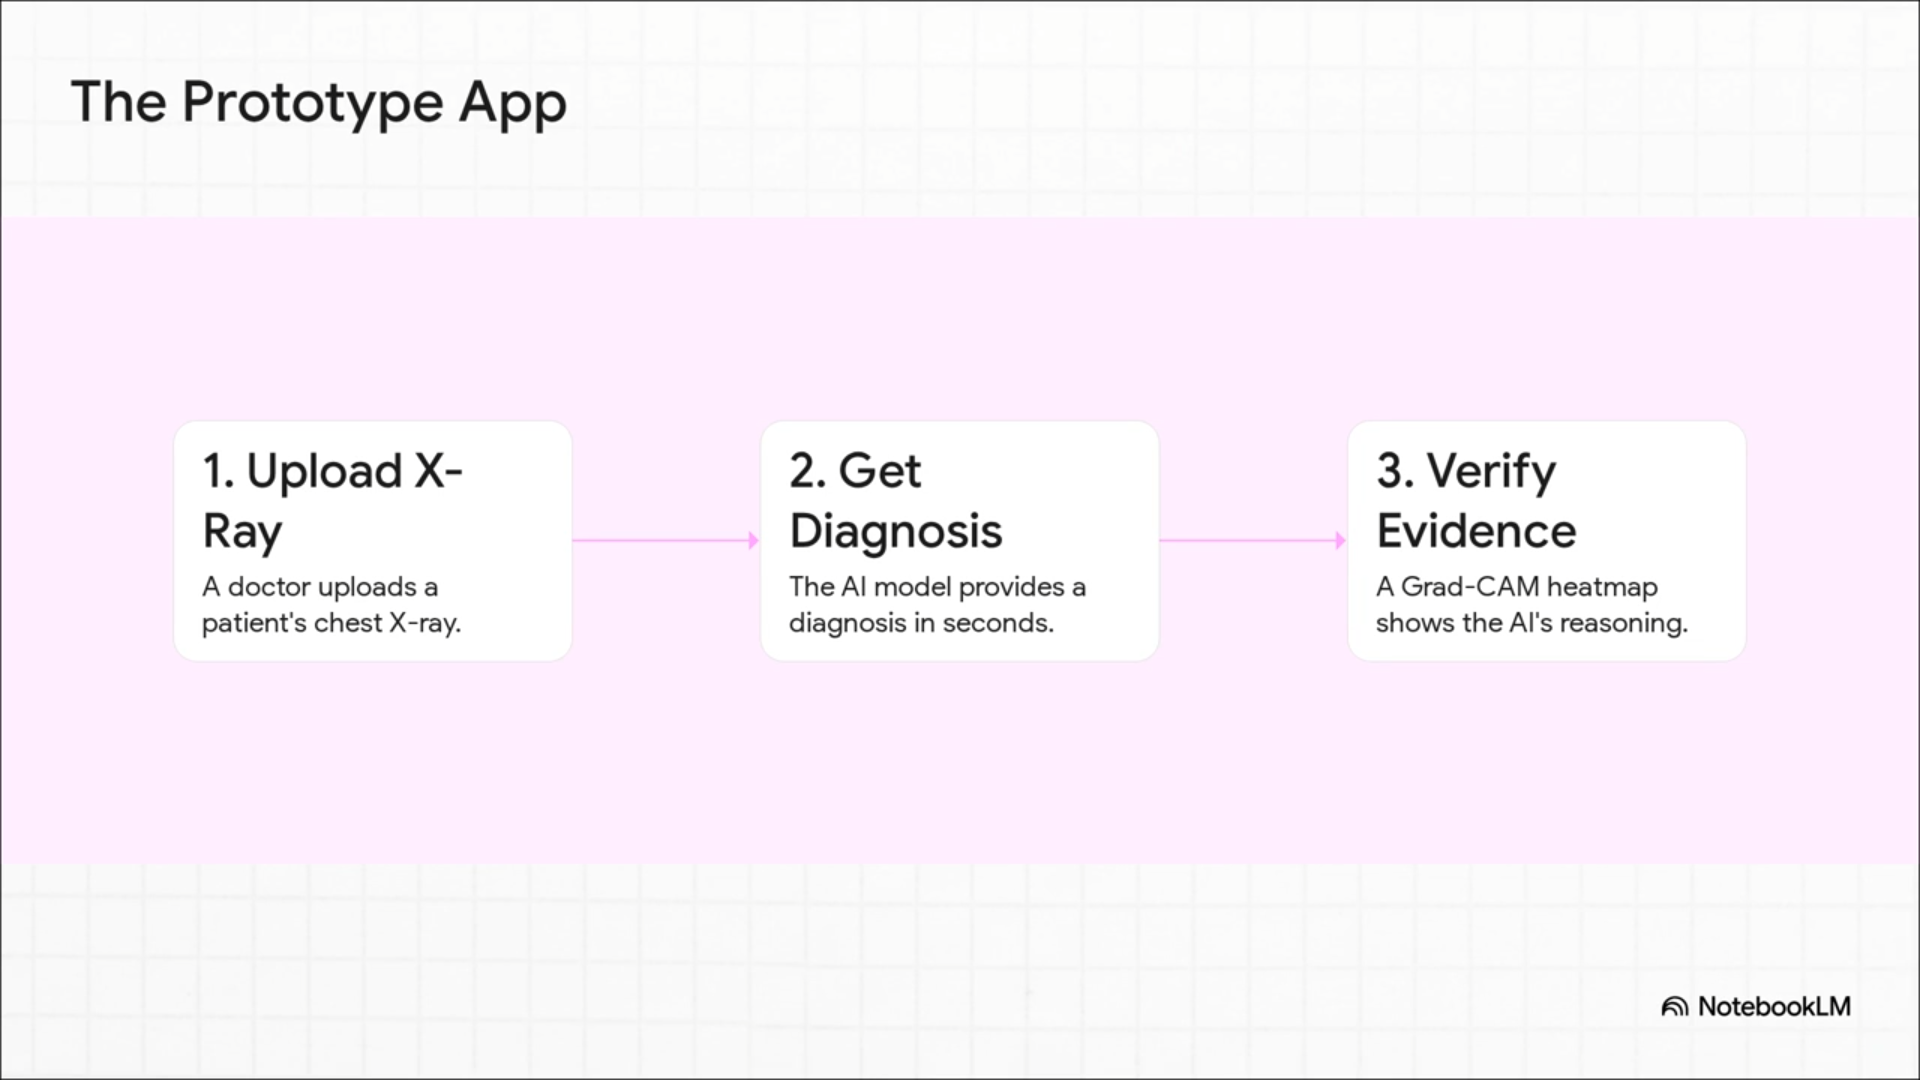 The Prototype App
1. Upload X-
Ray
A doctor uploads a
patient's chest X-ray.
2. Get
Diagnosis
The AI model provides a
diagnosis in seconds.
3. Verify
Evidence
A Grad-CAM heatmap
shows the AI's reasoning.
NotebookLM